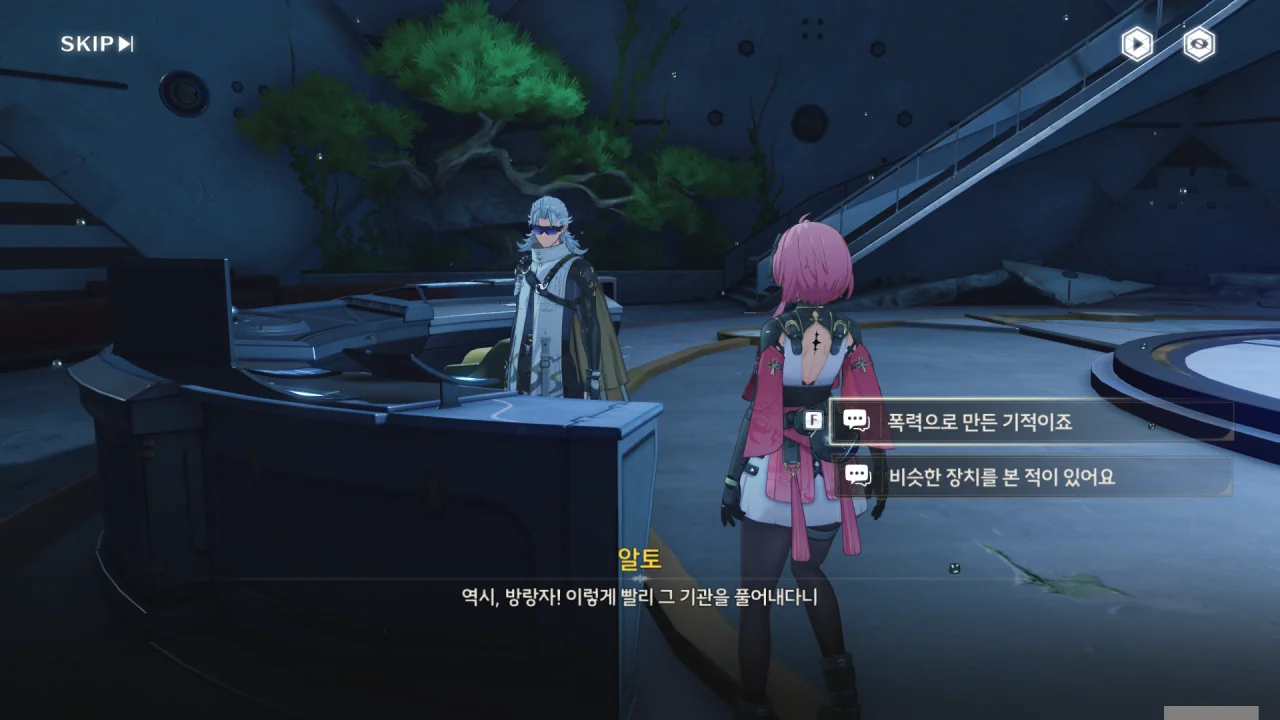 SKIP
F
폭력으로 만든 기적이죠
비슷한 장치를 본 적이 있어요
알토
역시, 방랑자! 이렇게 빨리 그 기관을 풀어내다니